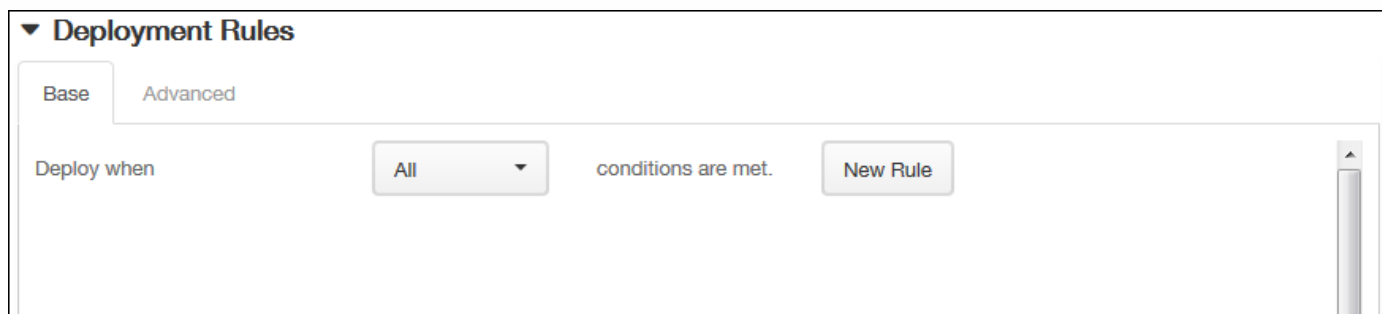 Deployment Rules
Base Advanced
Deploy when All conditions are met. New Rule